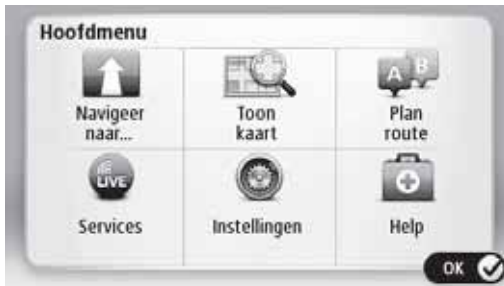 Hoofdmenu
Navigeer
naar...
Toon
kaart
A B
Plan
route
LIVE
Services
Instellingen
Help
OK